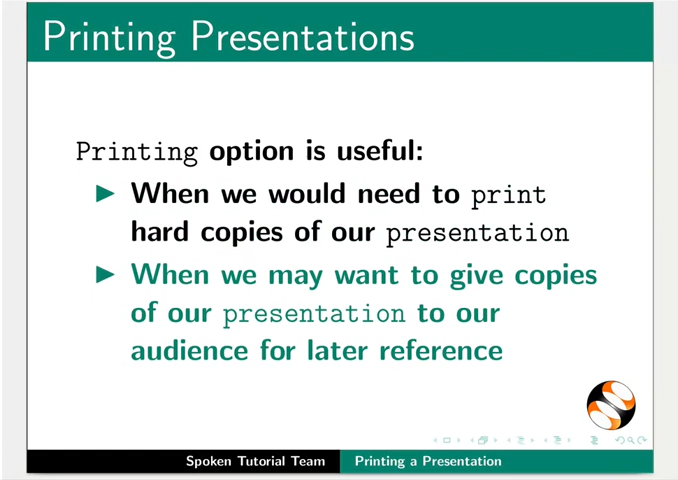 Printing Presentations
Printing option is useful:
When we would need to print
hard copies of our presentation
When we may want to give copies
of our presentation to our
audience for later reference
Spoken Tutorial Team Printing a Presentation